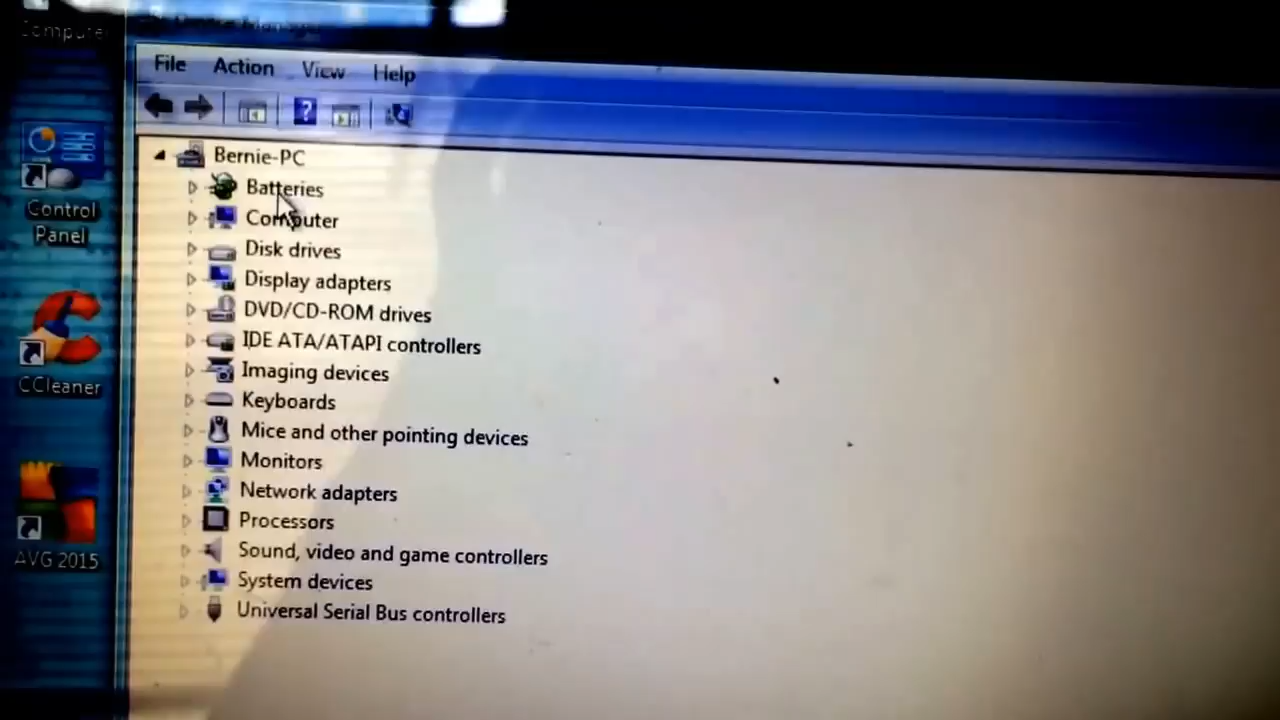 Computer
File Action View Help
Bernie-PC
Batteries
Computer
Disk drives
Display adapters
DVD/CD-ROM drives
IDE ATA/ATAPI controllers
Imaging devices
Keyboards
Mice and other pointing devices
Monitors
Network adapters
Processors
Sound, video and game controllers
System devices
Universal Serial Bus controllers
Control
Panel
CCleaner
AVG 2015